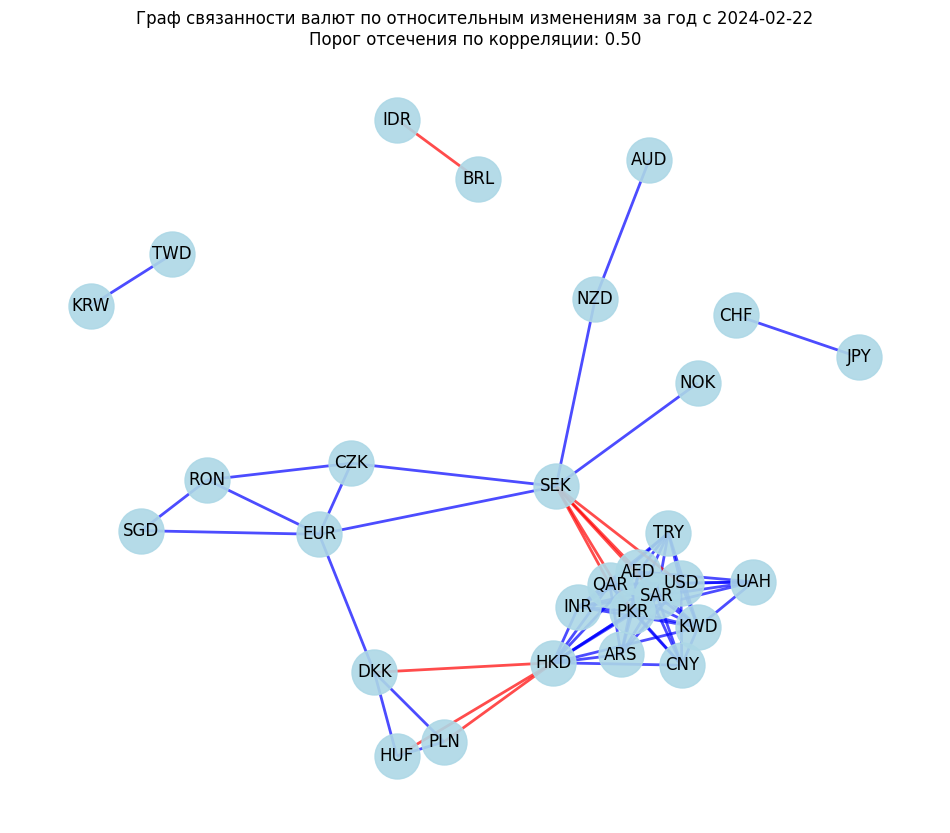 Граф связанности валют по относительным изменениям за год с 2024-02-22
Порог отсечения по корреляции: 0.50
IDR
AUD
BRL
TWD
NZD
KRW
CHF
JPY
NOK
CZK
RON
SEK
SGD
EUR
TRY
AED
QAR
USD
UAH
SAR
INR
PKR
KWD
ARS
HKD
CNY
DKK
PLN
HUF